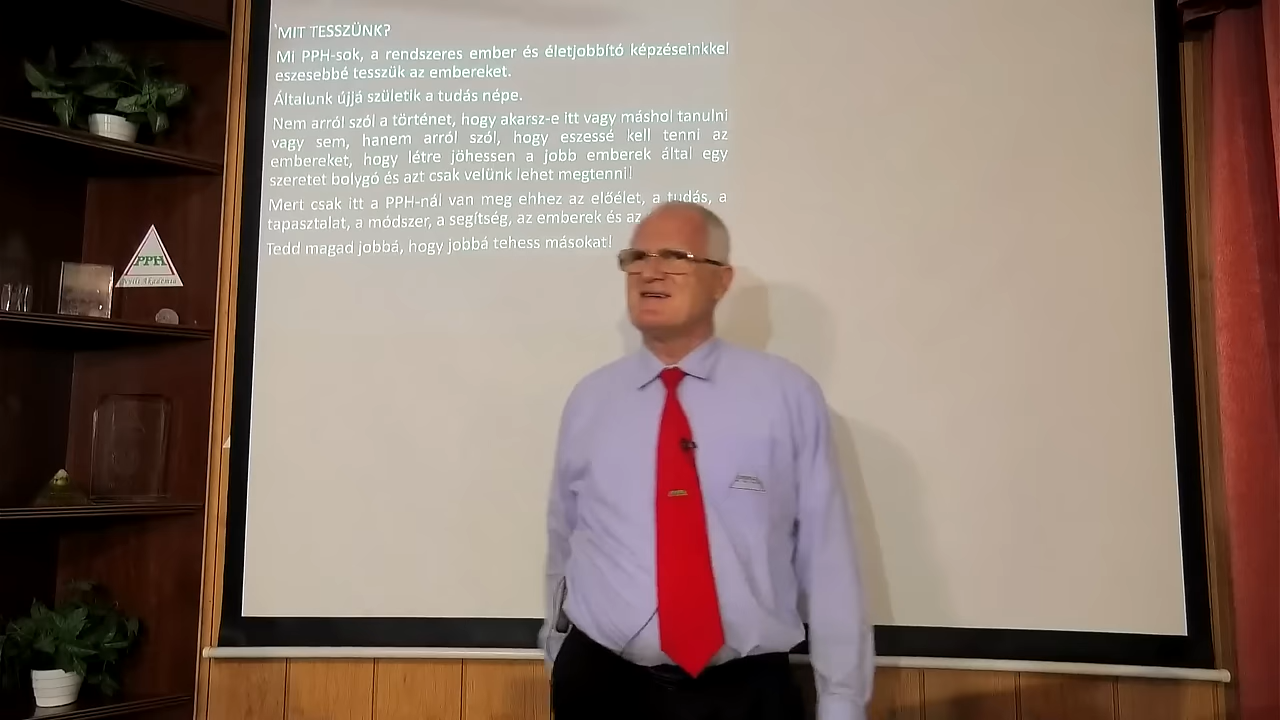 'MIT TESSZÜNK?
Mi PPH-sok, a rendszeres ember és életjobbító képzéseinkkel
eszesebbé tesszük az embereket.
Általunk újjá születik a tudás népe.
Nem arról szól a történet, hogy akarsz-e itt vagy máshol tanulni
vagy sem, hanem arról szól, hogy eszessé kell tenni az
embereket, hogy létre jöhessen a jobb emberek által egy
szeretet bolygó és azt csak velünk lehet megtenni!
Mert csak itt a PPH-nál van meg ehhez az előélet, a tudás, a
tapasztalat, a módszer, a segítség, az emberek és az
Tedd magad jobbá, hogy jobbá tehess másokat!
PPH
Nyílt Akadémia